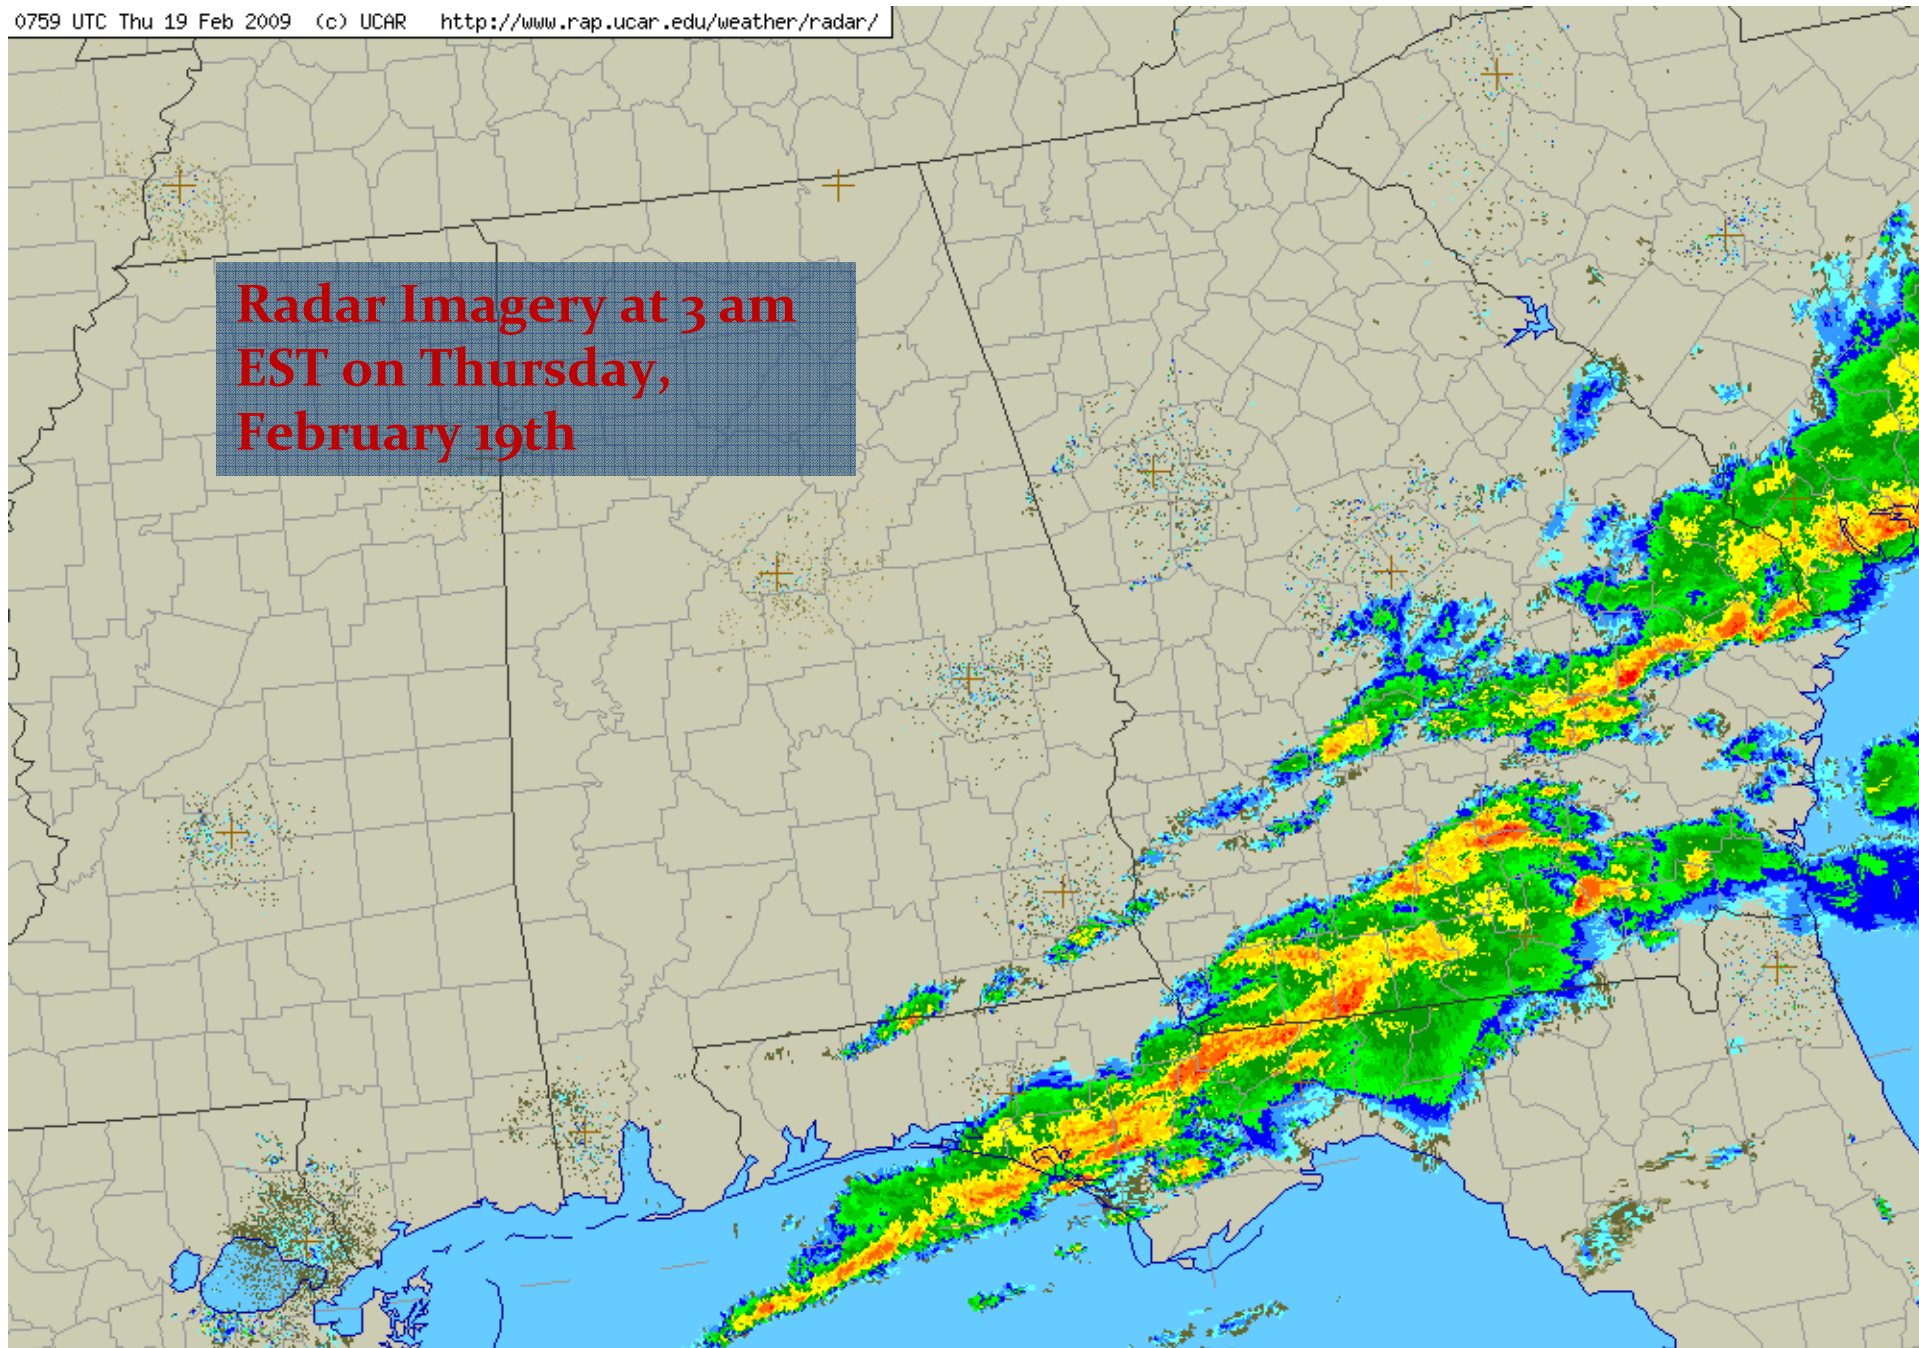 0759 UTC Thu 19 Feb 2009 (c) UCAR http://www.rap.ucar.edu/weather/radar/
Radar Imagery at 3 am
EST on Thursday,
February 19th